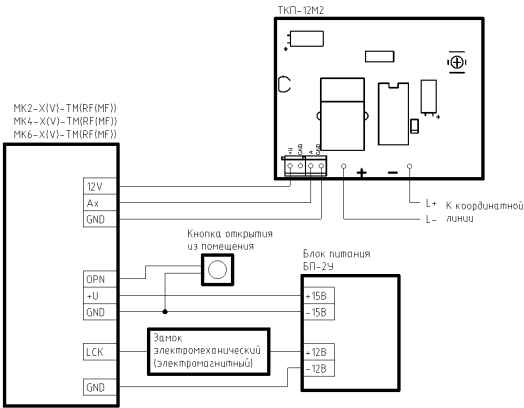 ТКП-12М2
МК2-X(V)-TM(RF(MF))
МК4-X(V)-TM(RF(MF))
МК6-X(V)-TM(RF(MF))
+U
GND
A
GND
+ -
12V
Ax
GND
L+
L-
К координатной
линии
Кнопка открытия
из помещения
Блок питания
БП-2У
OPN
+U
GND
+15В
-15В
Замок
электромеханический
(электромагнитный)
LCK
+12В
-12В
GND